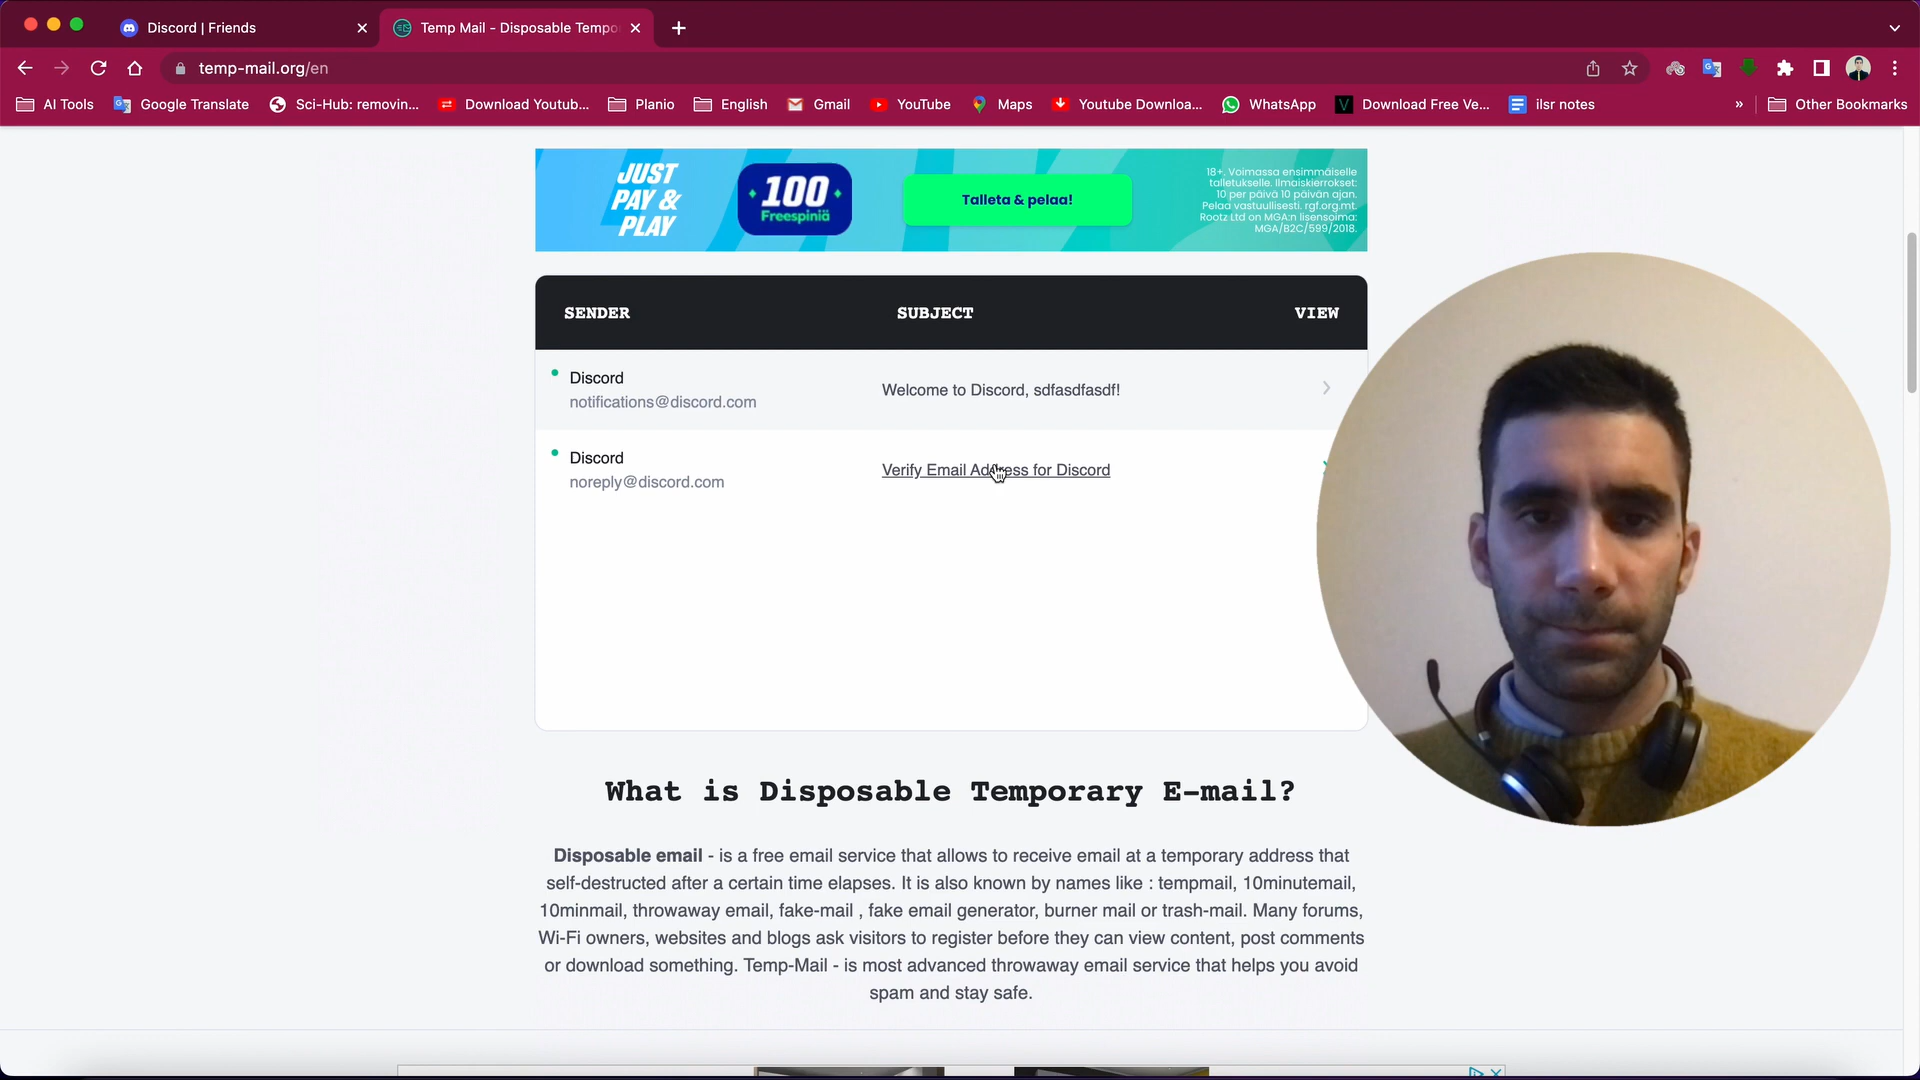 Discord | Friends
Temp Mail - Disposable Tempo
temp-mail.org/en
AI Tools
Google Translate
Sci-Hub: removin...
Download Youtub...
Planio
English
Gmail
YouTube
Maps
Youtube Downloa...
WhatsApp
Download Free Ve...
ilsr notes
»
Other Bookmarks
JUST
PAY &
PLAY
100
Freespiniä
Talleta & pelaa!
18+. Voimassa ensimmäiselle
talletukselle. Ilmaiskierrokset:
10 per päivä 10 päivän ajan.
Pelaa vastuullisesti. rgf.org.mt.
Rootz Ltd on MGA:n lisensoima:
MGA/B2C/599/2018.
SENDER
SUBJECT
VIEW
Discord
notifications@discord.com
Welcome to Discord, sdfasdfasdf!
Discord
noreply@discord.com
Verify Email Address for Discord
What is Disposable Temporary E-mail?
Disposable email - is a free email service that allows to receive email at a temporary address that
self-destructed after a certain time elapses. It is also known by names like : tempmail, 10minutemail,
10minmail, throwaway email, fake-mail , fake email generator, burner mail or trash-mail. Many forums,
Wi-Fi owners, websites and blogs ask visitors to register before they can view content, post comments
or download something. Temp-Mail - is most advanced throwaway email service that helps you avoid
spam and stay safe.